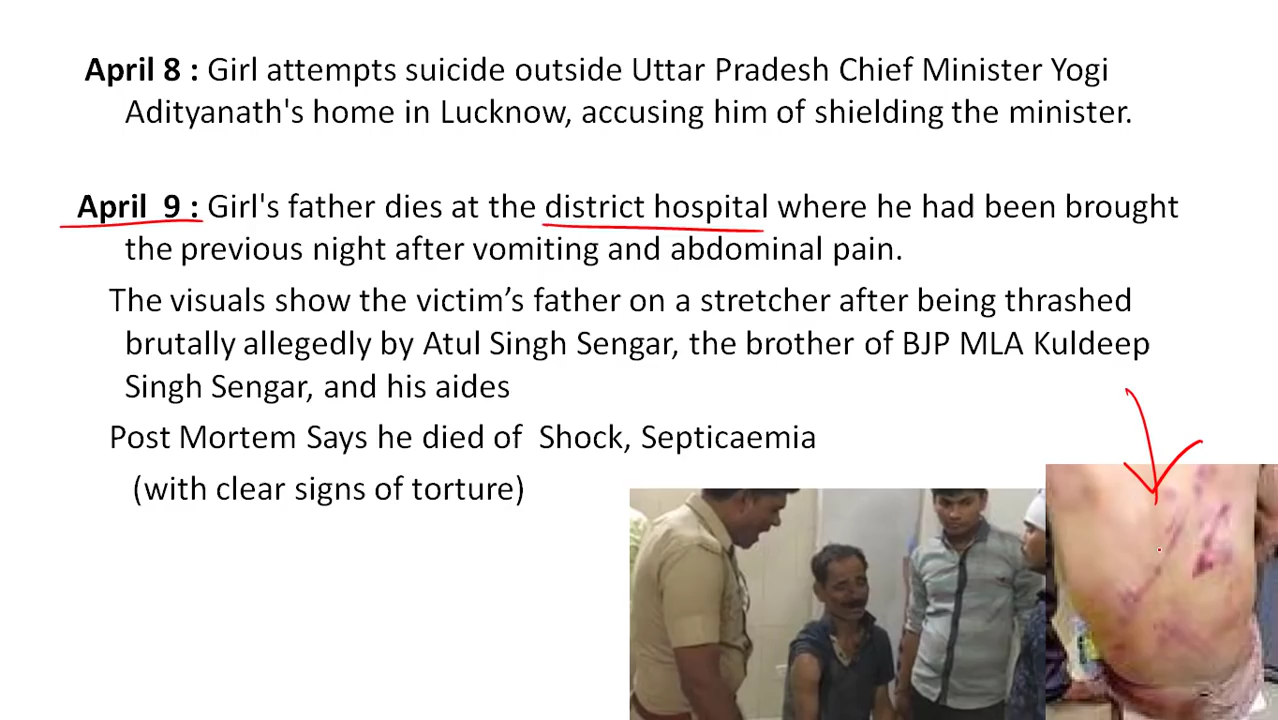 April 8 : Girl attempts suicide outside Uttar Pradesh Chief Minister Yogi
Adityanath's home in Lucknow, accusing him of shielding the minister.
April  9 : Girl's father dies at the district hospital where he had been brought
the previous night after vomiting and abdominal pain.
The visuals show the victim’s father on a stretcher after being thrashed
brutally allegedly by Atul Singh Sengar, the brother of BJP MLA Kuldeep
Singh Sengar, and his aides
Post Mortem Says he died of  Shock, Septicaemia
(with clear signs of torture)